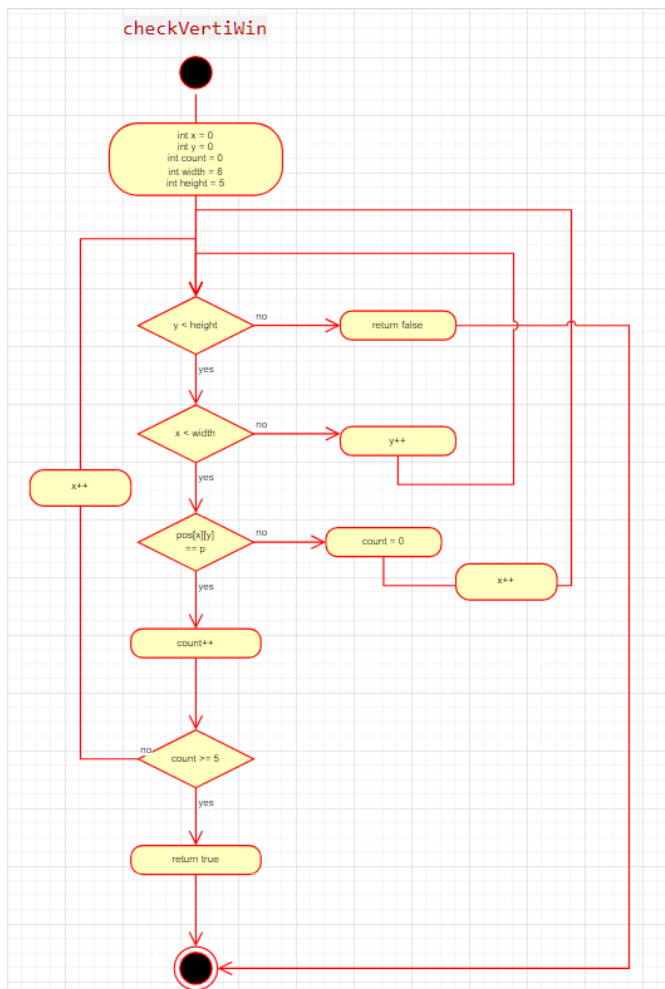 checkVertiWin
int x = 0
int y = 0
int count = 0
int width = 8
int height = 5
y < height
no
return false
yes
x < width
no
y++
yes
x++
pos[x][y]
== p
no
count = 0
x++
yes
count++
no
count >= 5
yes
return true